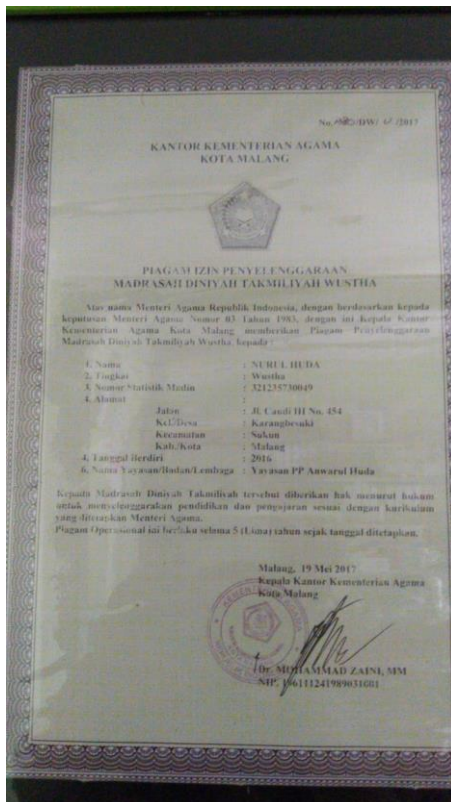 /DW/ /2017
KANTOR KEMENTERIAN AGAMA
KOTA MALANG
PIAGAM IZIN PENYELENGGARAAN
MADRASAH DINIYAH TAKMILIYAH WUSTHA
Atas nama Menteri Agama Republik Indonesia, dengan berdasarkan kepada
keputusan Menteri Agama Nomor 03 Tahun 1983, dengan ini Kepala Kantor
Kementerian Agama Kota Malang memberikan Piagam Penyelenggaraan
Madrasah Diniyah Takmiliyah Wustha, kepada :
1. Nama : NURUL HUDA
2. Tingkat : Wustha
3. Nomor Statistik Madin : 321235730049
4. Alamat :
Jalan : Jl. Candi III No. 454
Kel./Desa : Karangbesuki
Kecamatan : Sukun
Kab./Kota : Malang
4. Tanggal Berdiri : 2016
6. Nama Yayasan/Badan/Lembaga : Yayasan PP Anwarul Huda
Kepada Madrasah Diniyah Takmiliyah tersebut diberikan hak menurut hukum
untuk menyelenggarakan pendidikan dan pengajaran sesuai dengan kurikulum
yang ditetapkan Menteri Agama.
Piagam Operasional ini berlaku selama 5 (Lima) tahun sejak tanggal ditetapkan.
Malang, 19 Mei 2017
Kepala Kantor Kementerian Agama
Kota Malang
Dr. MOHAMMAD ZAINI, MM
NIP.